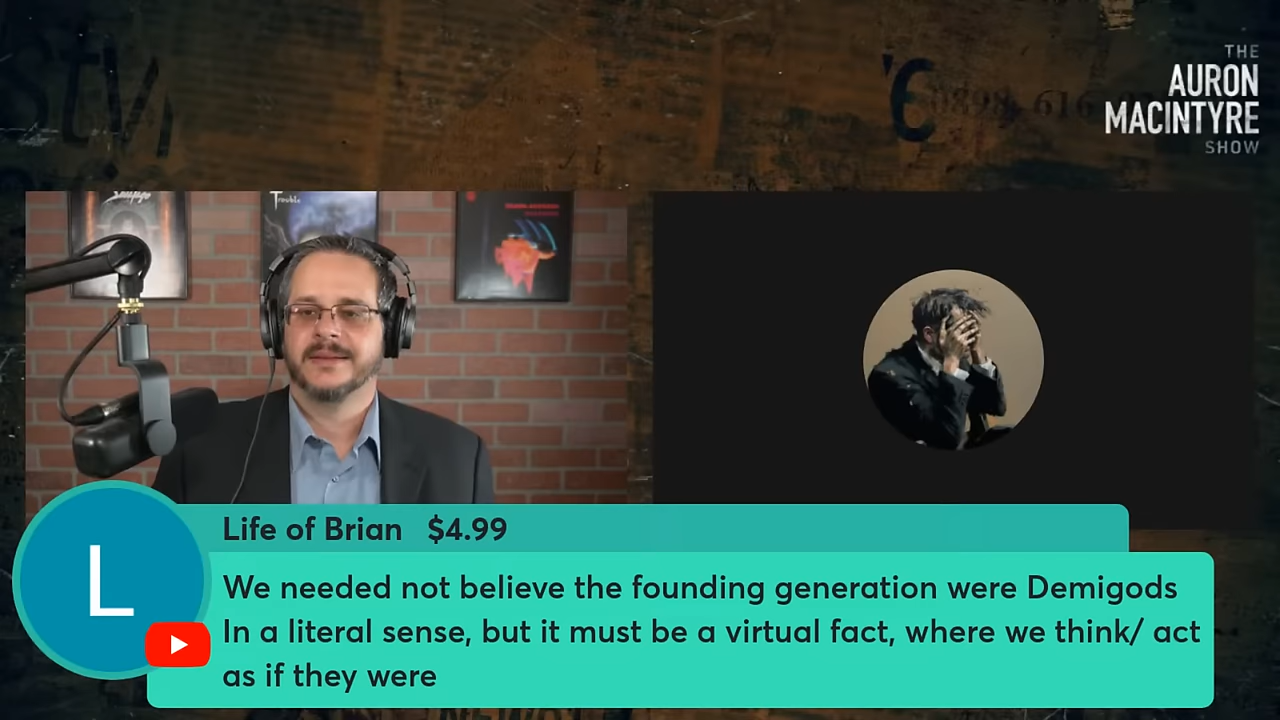 THE
AURON
MACINTYRE
SHOW
Trouble
Life of Brian $4.99
L
We needed not believe the founding generation were Demigods
In a literal sense, but it must be a virtual fact, where we think/ act
as if they were